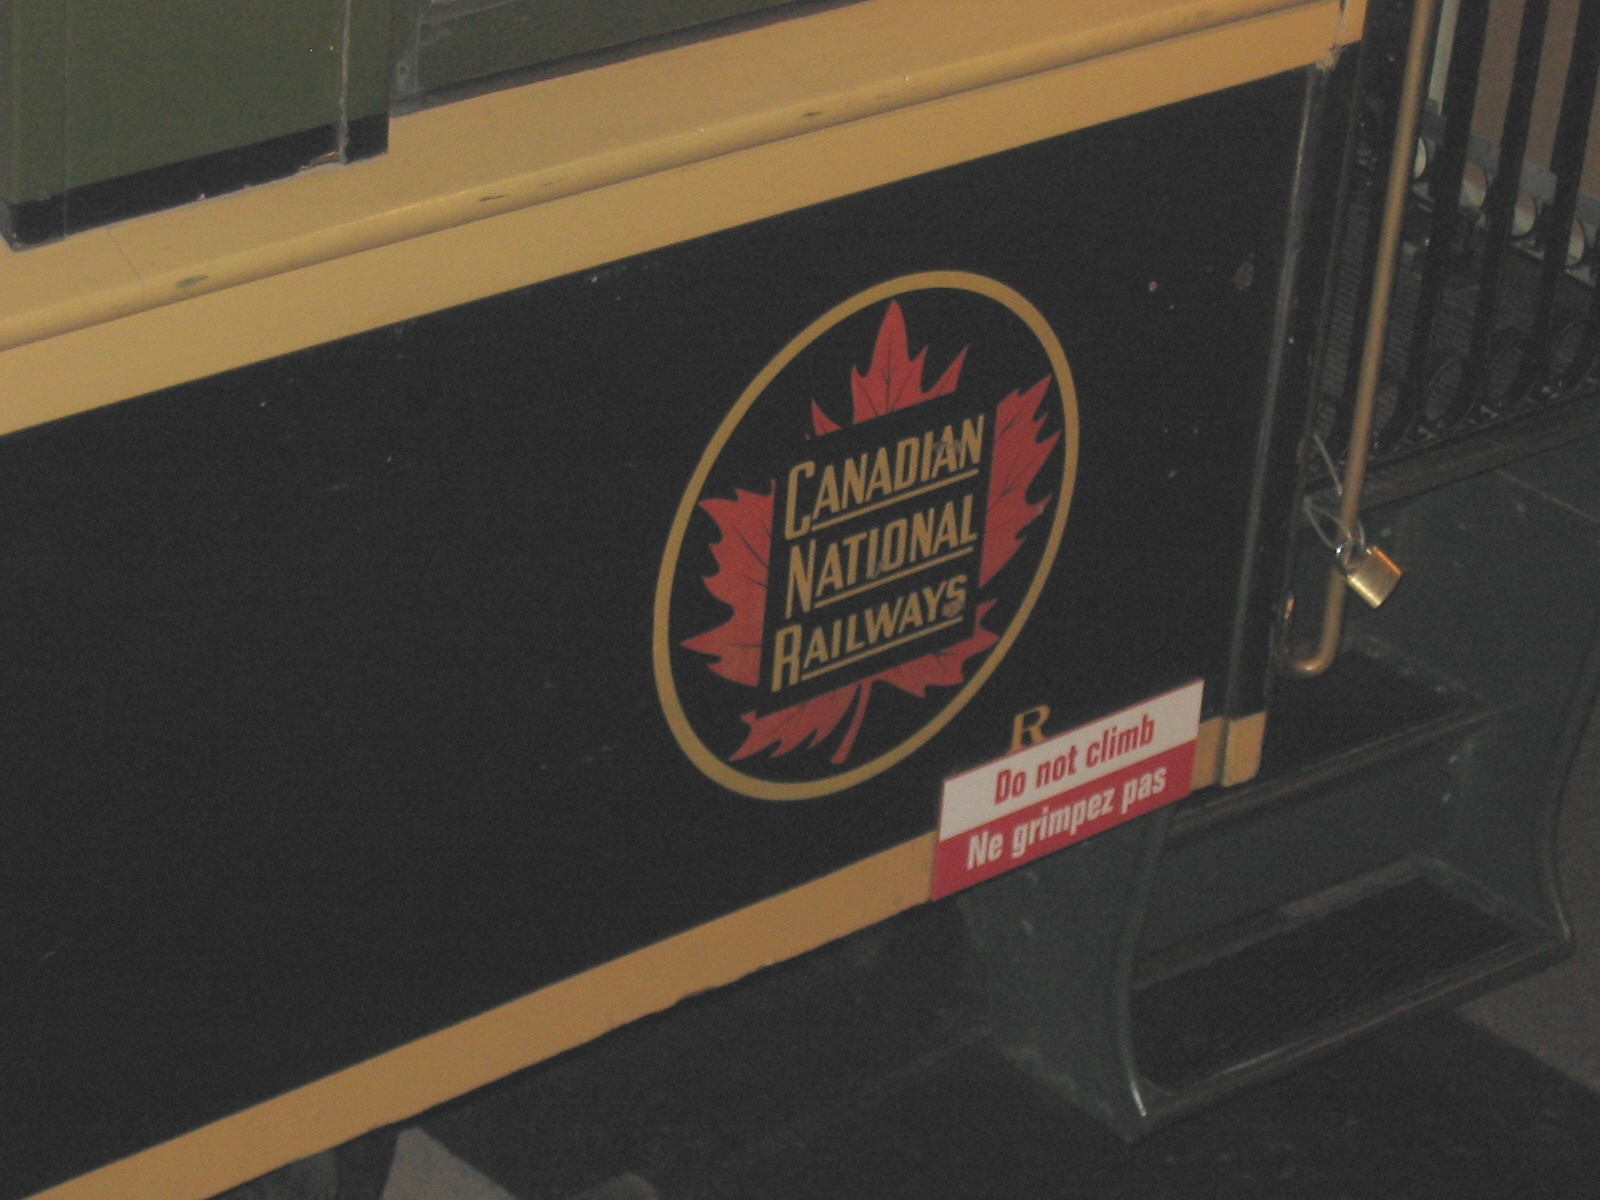 CANADIAN
NATIONAL
RAILWAYS
R
Do not climb
Ne grimpez pas